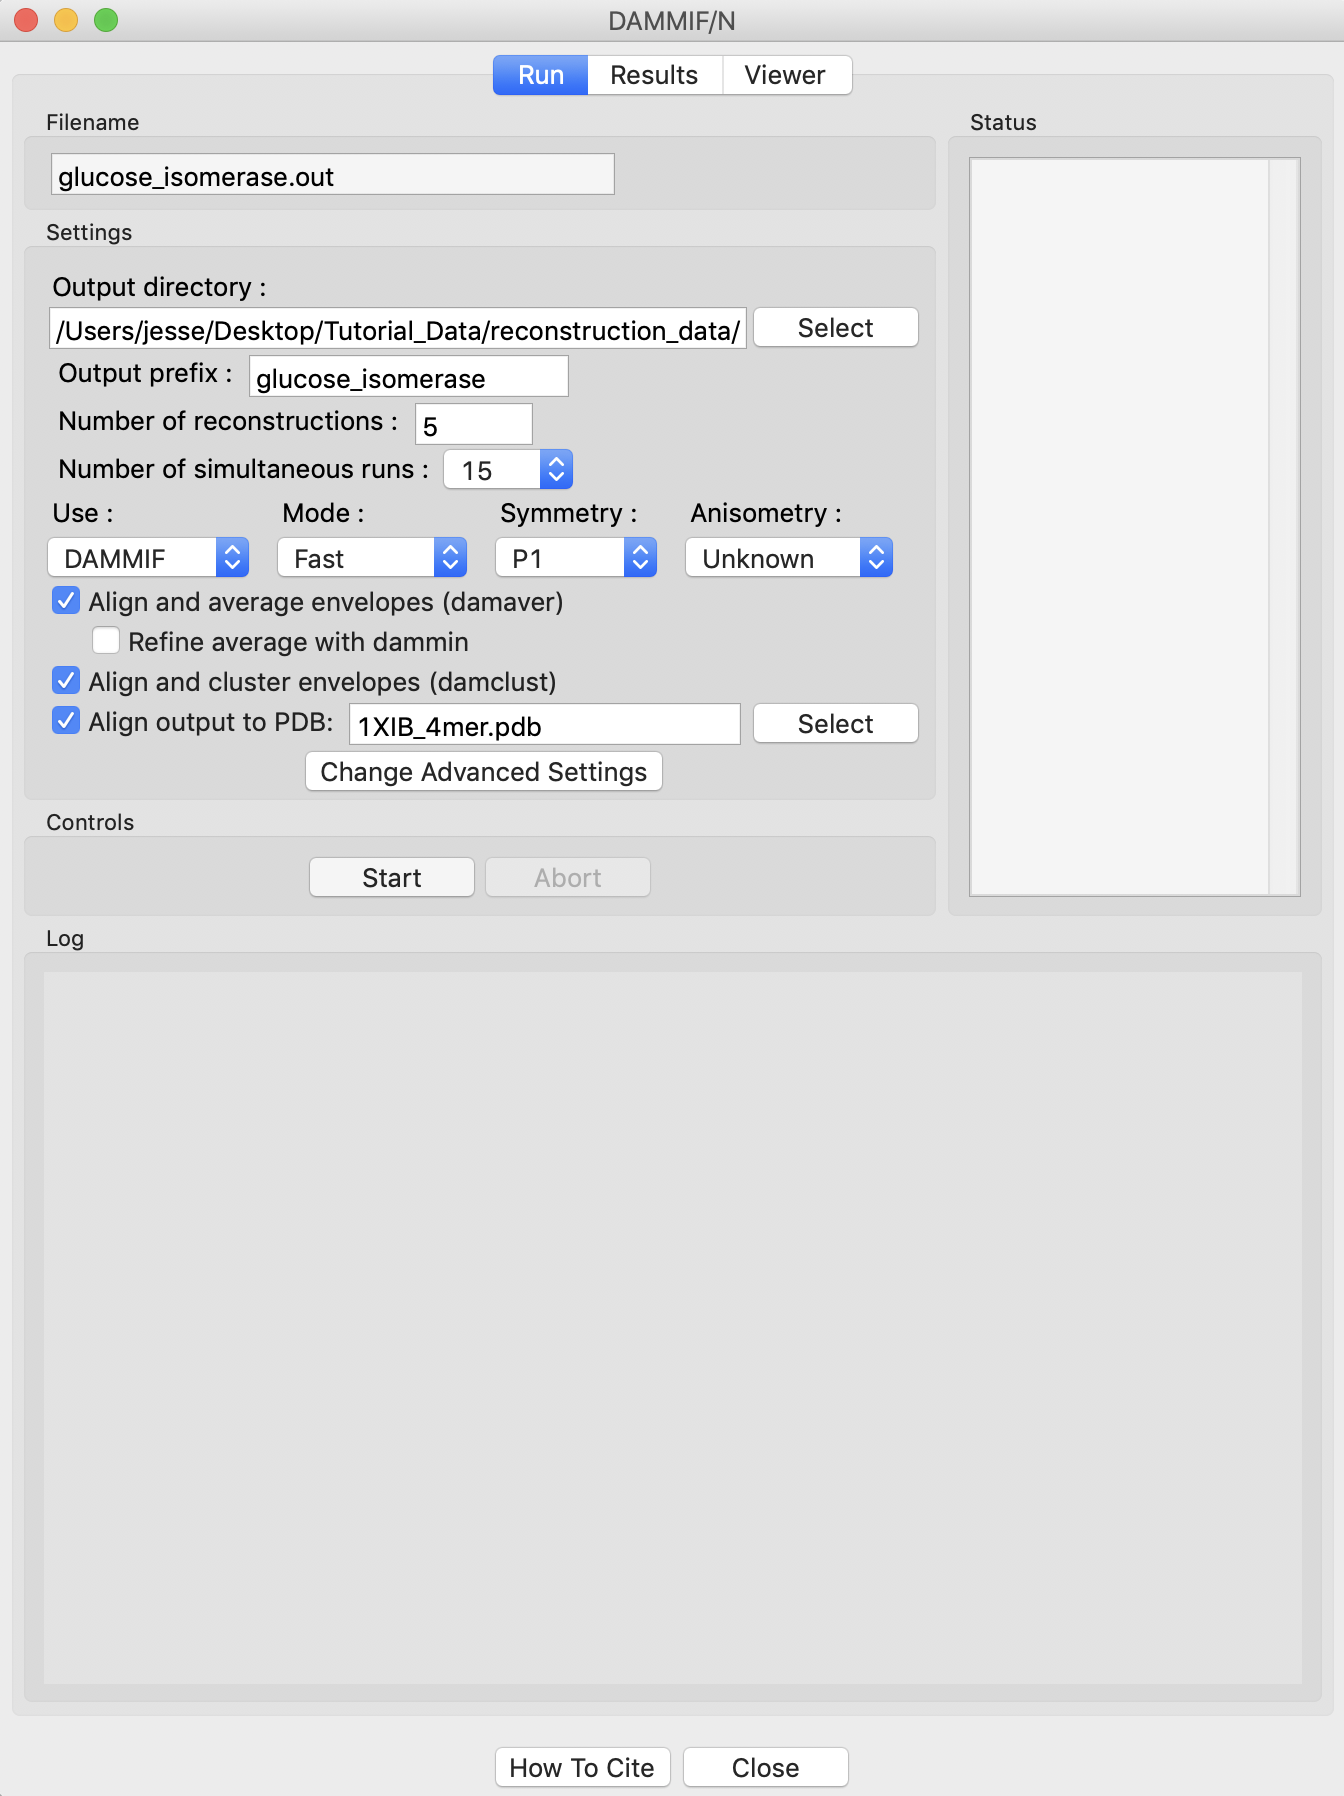 DAMMIF/N
Run Results Viewer
Filename
glucose_isomerase.out
Status
Settings
Output directory :
/Users/jesse/Desktop/Tutorial_Data/reconstruction_data/ Select
Output prefix : glucose_isomerase
Number of reconstructions : 5
Number of simultaneous runs : 15
Use : Mode : Symmetry : Anisometry :
DAMMIF Fast P1 Unknown
Align and average envelopes (damaver)
Refine average with dammin
Align and cluster envelopes (damclust)
Align output to PDB: 1XIB_4mer.pdb Select
Change Advanced Settings
Controls
Start Abort
Log
How To Cite Close